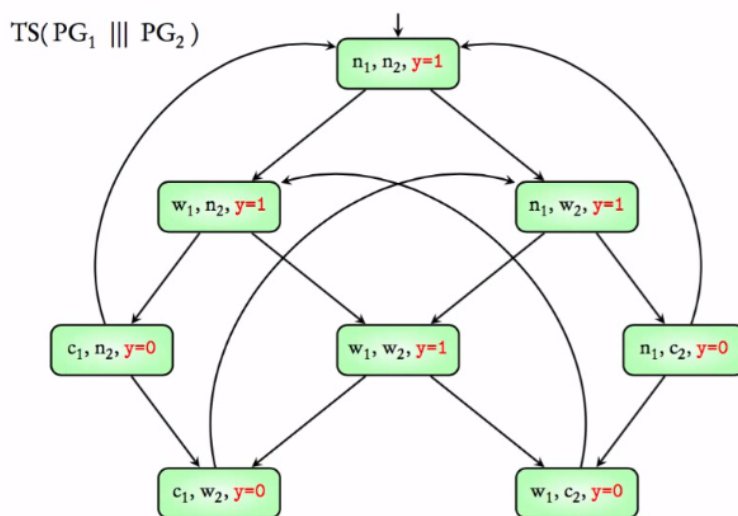 TS( PG₁ ||| PG₂ )
n₁, n₂, y=1
w₁, n₂, y=1
n₁, w₂, y=1
c₁, n₂, y=0
w₁, w₂, y=1
n₁, c₂, y=0
c₁, w₂, y=0
w₁, c₂, y=0